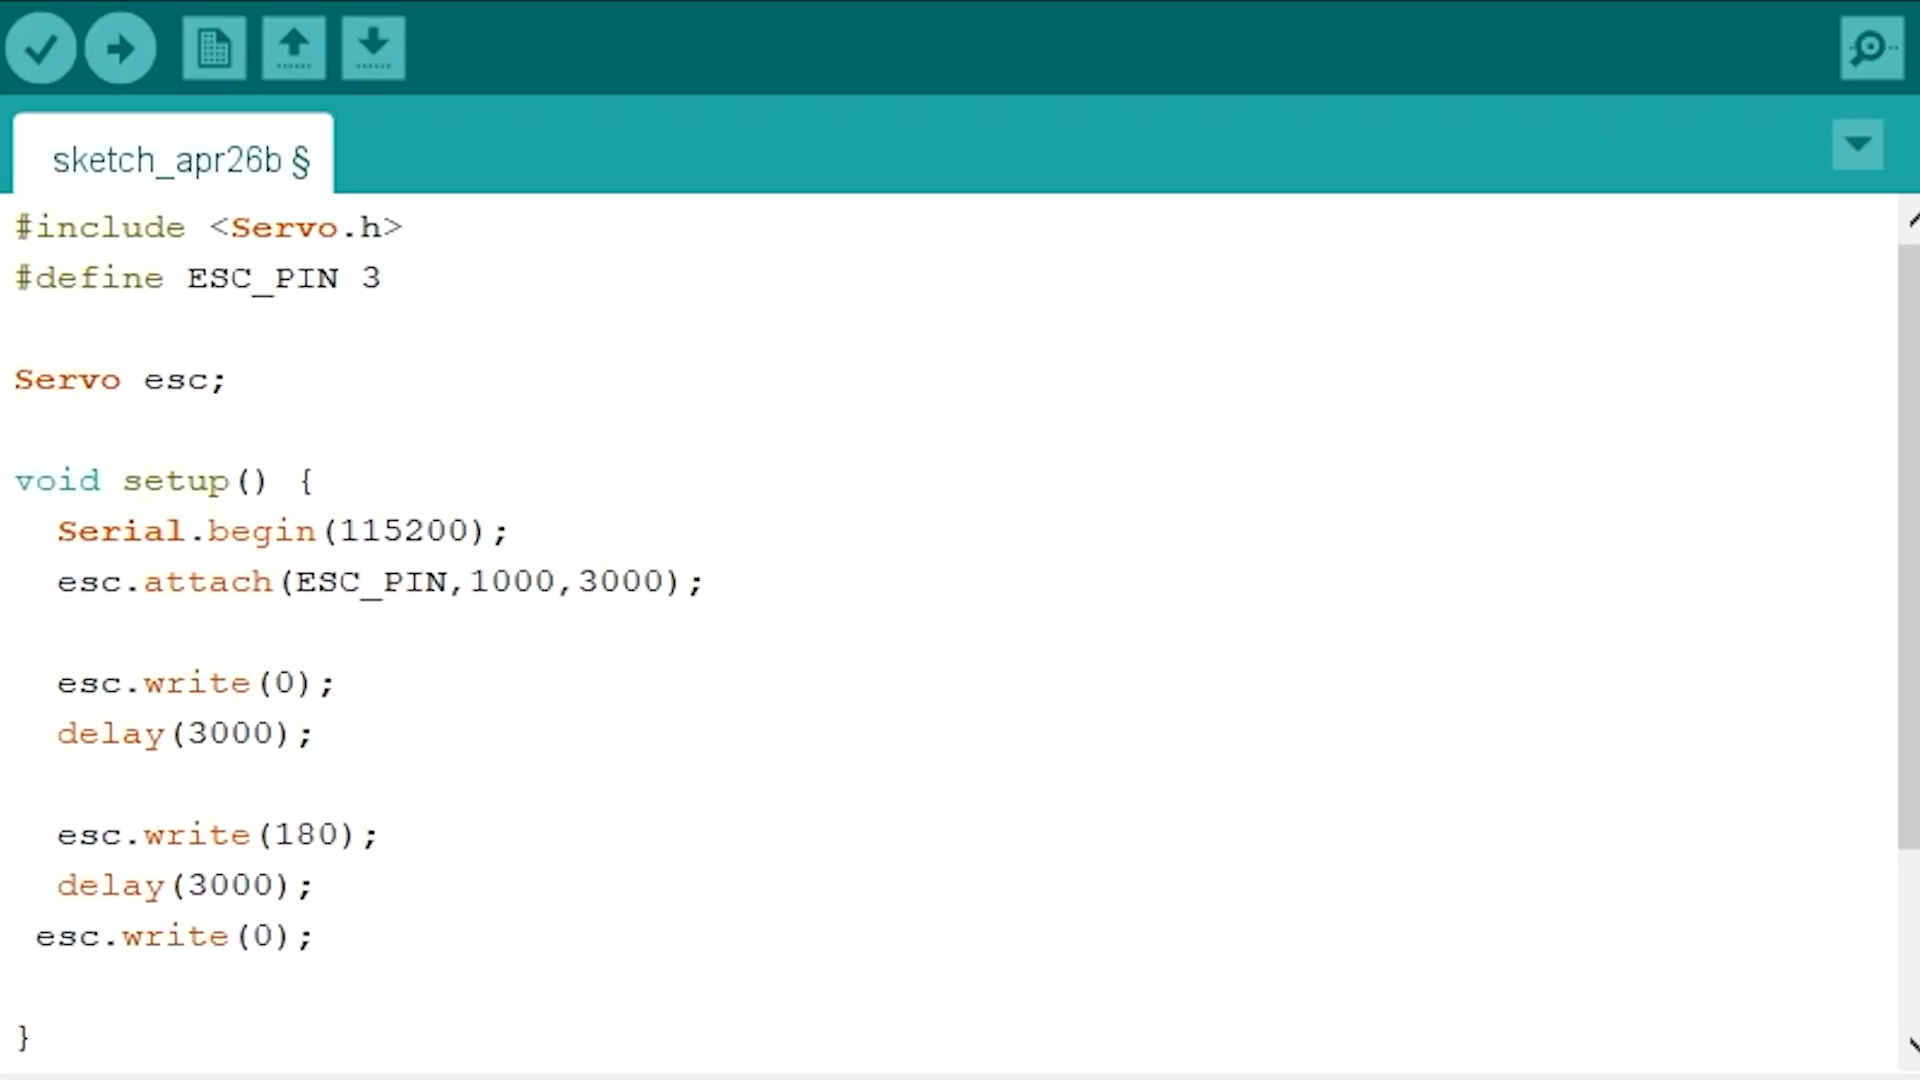 sketch_apr26b §
#include <Servo.h>
#define ESC_PIN 3
Servo esc;
void setup() {
Serial.begin(115200);
esc.attach(ESC_PIN,1000,3000);
esc.write(0);
delay(3000);
esc.write(180);
delay(3000);
esc.write(0);
}